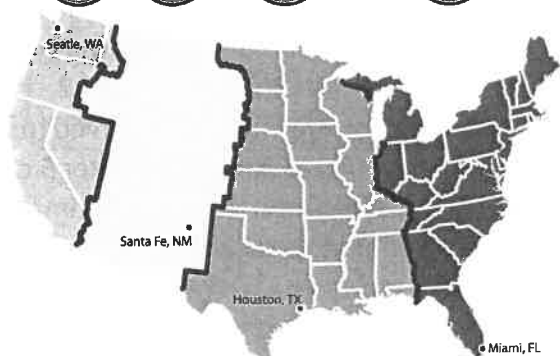 Seatle, WA
Santa Fe, NM
Houston, TX
Miami, FL